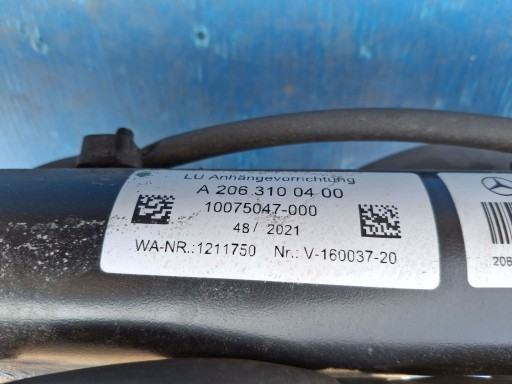 LU Anhängevorrichtung
A 206 310 04 00
10075047-000
48/ 2021
WA-NR.:1211750 Nr.: V-160037-20
206